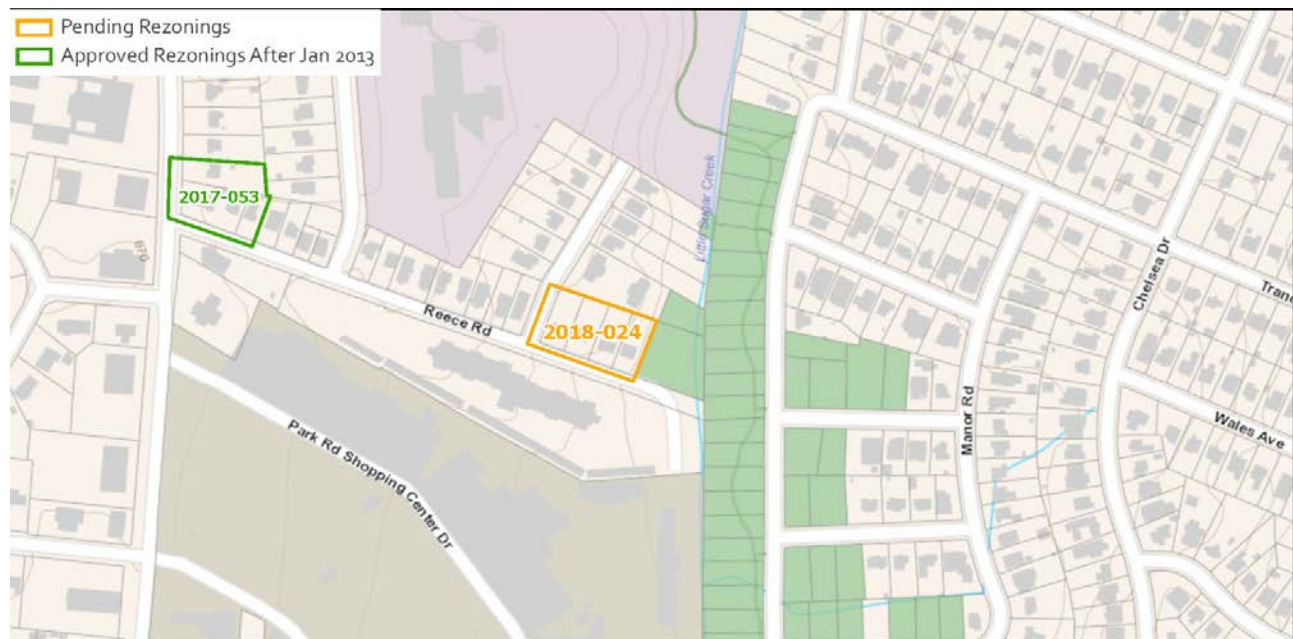 Pending Rezonings
Approved Rezonings After Jan 2013
2017-053
Little Sugar Creek
Chelsea Dr
Reece Rd
2018-024
Manor Rd
Wales Ave
Park Rd Shopping Center Dr